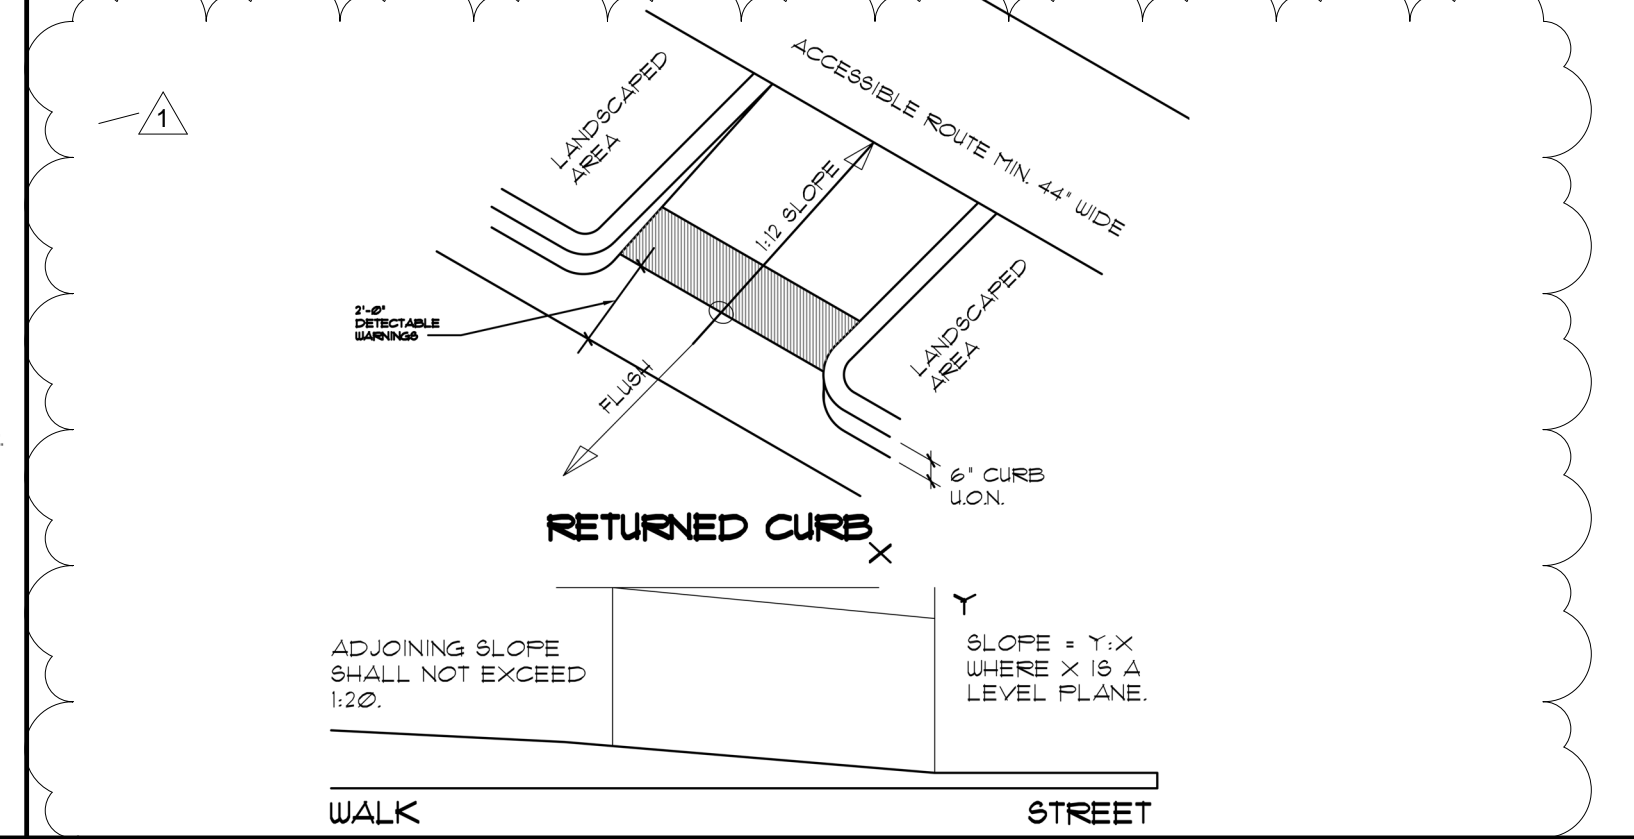 1
LANDSCAPED
AREA
ACCESSIBLE ROUTE MIN. 44" WIDE
1:12 SLOPE
LANDSCAPED
AREA
2'-0"
DETECTABLE
WARNINGS
FLUSH
6" CURB
U.O.N.
RETURNED CURB
X
Y
ADJOINING SLOPE
SHALL NOT EXCEED
1:20.
SLOPE = Y:X
WHERE X IS A
LEVEL PLANE.
WALK
STREET